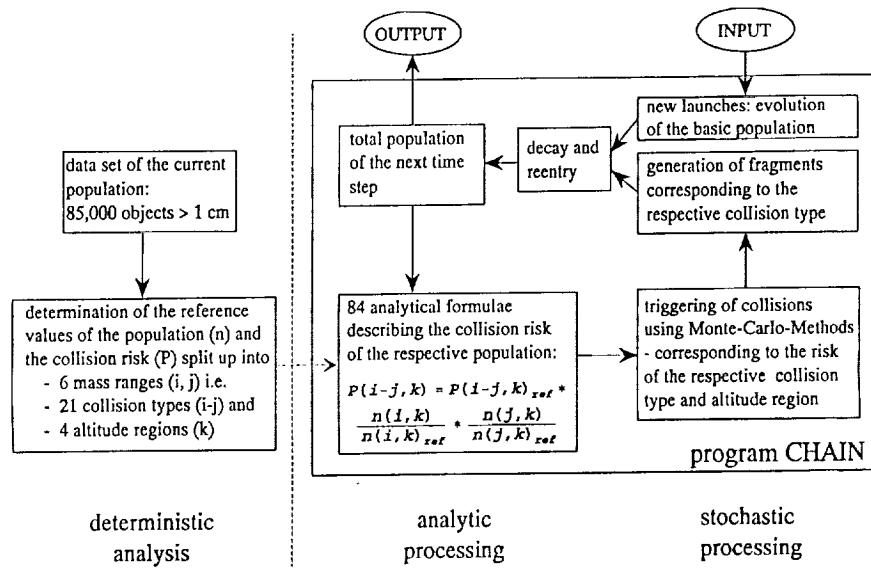 OUTPUT
INPUT
data set of the current
population:
85,000 objects > 1 cm
total population
of the next time
step
decay and
reentry
new launches: evolution
of the basic population
generation of fragments
corresponding to the
respective collision type
determination of the reference
values of the population (n) and
the collision risk (P) split up into
- 6 mass ranges (i, j) i.e.
- 21 collision types (i-j) and
- 4 altitude regions (k)
84 analytical formulae
describing the collision risk
of the respective population:
P(i-j,k) = P(i-j,k)ref *
n(i,k) / n(i,k)ref * n(j,k) / n(j,k)ref
triggering of collisions
using Monte-Carlo-Methods
- corresponding to the risk
of the respective collision
type and altitude region
program CHAIN
deterministic
analysis
analytic
processing
stochastic
processing